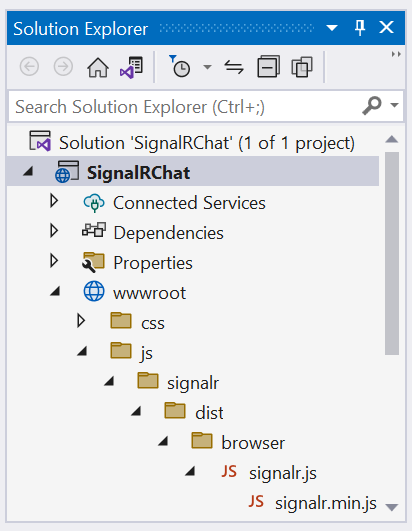 Solution Explorer
Search Solution Explorer (Ctrl+;)
Solution 'SignalRChat' (1 of 1 project)
SignalRChat
Connected Services
Dependencies
Properties
wwwroot
css
js
signalr
dist
browser
JS signalr.js
JS signalr.min.js